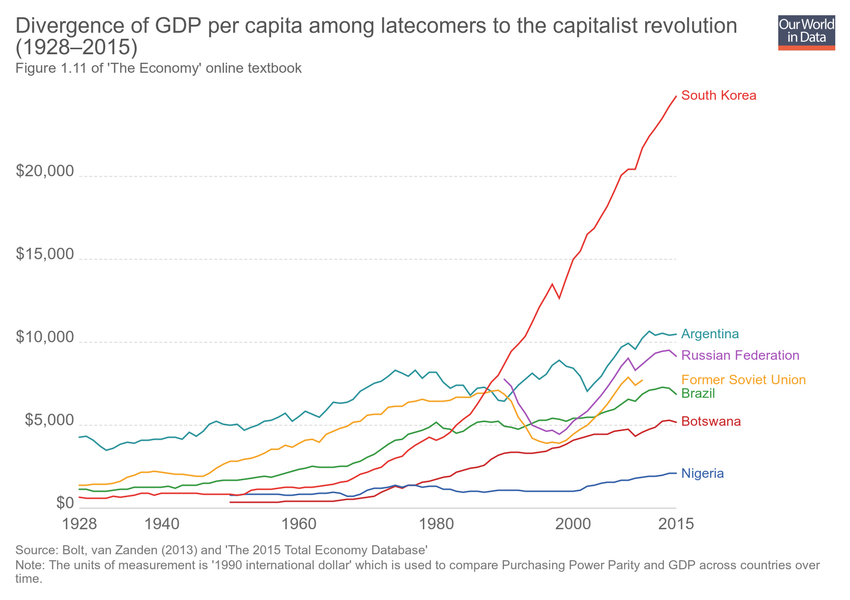 Divergence of GDP per capita among latecomers to the capitalist revolution
(1928–2015)
Our World
in Data
Figure 1.11 of 'The Economy' online textbook
South Korea
$20,000
$15,000
$10,000
Argentina
Russian Federation
Former Soviet Union
Brazil
$5,000
Botswana
Nigeria
$0
1928 1940 1960 1980 2000 2015
Source: Bolt, van Zanden (2013) and 'The 2015 Total Economy Database'
Note: The units of measurement is '1990 international dollar' which is used to compare Purchasing Power Parity and GDP across countries over
time.